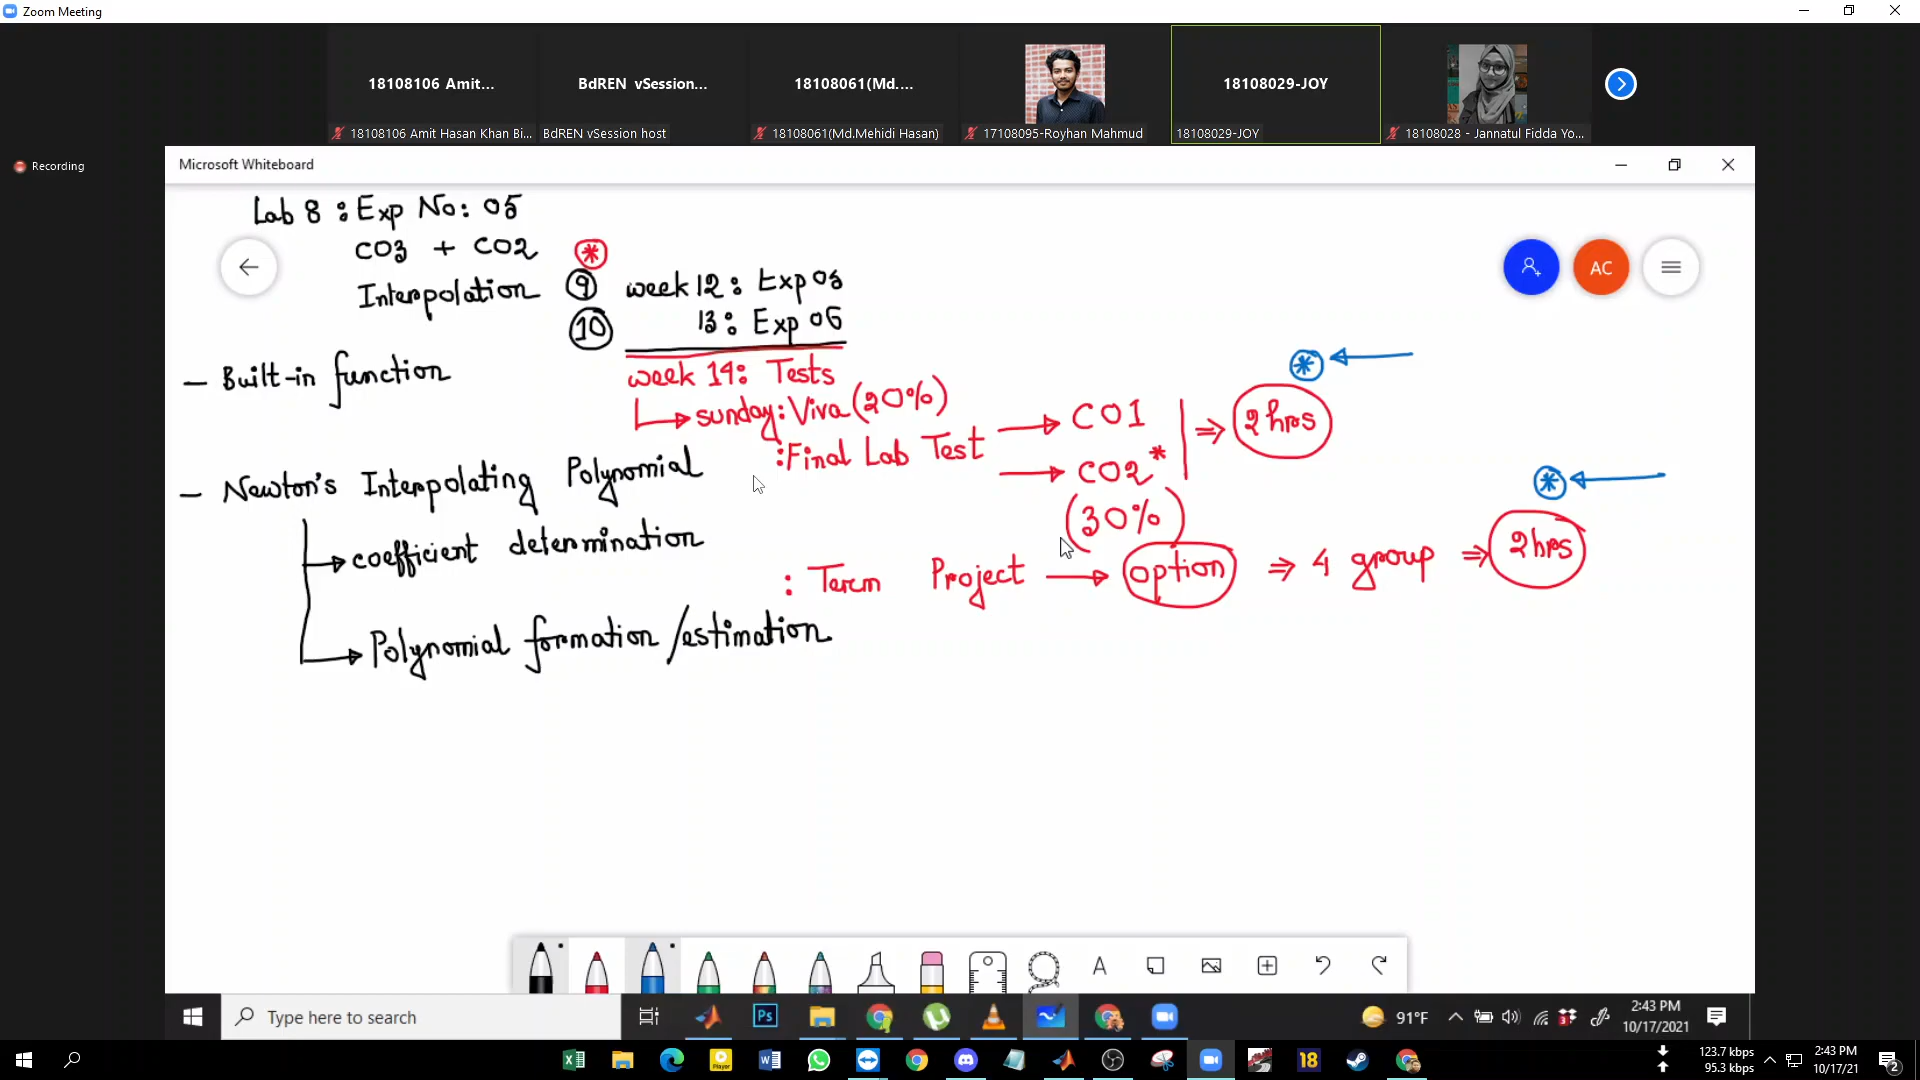 Zoom Meeting
18108106 Amit...
BdREN vSession...
18108061(Md....
18108029-JOY
18108106 Amit Hasan Khan Bi...
BdREN vSession host
18108061(Md.Mehidi Hasan)
17108095-Royhan Mahmud
18108029-JOY
18108028 - Jannatul Fidda Yo...
Recording
Microsoft Whiteboard
Lab 8 : Exp No: 05
CO3 + CO2 *
Interpolation
9 week 12: Exp 05
10 13: Exp 06
- Built-in function
week 14: Tests
sunday: Viva (20%)
: Final Lab Test
CO1
CO2*
(30%)
⇒ 2 hrs
*
- Newton's Interpolating Polynomial
coefficient determination
Polynomial formation/estimation
: Term Project → option ⇒ 4 group ⇒ 2hrs
*
AC
A
Type here to search
Ps
91°F
2:43 PM
10/17/2021
Player
18
123.7 kbps
95.3 kbps
2:43 PM
10/17/21
2